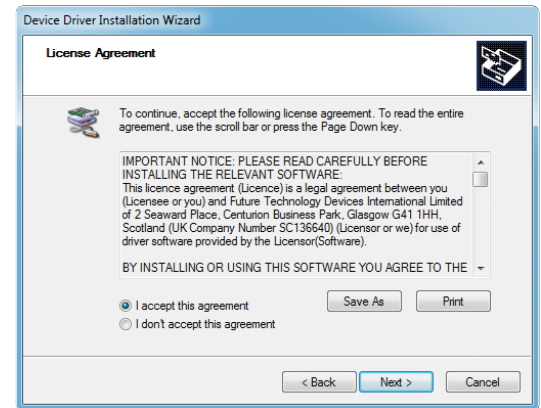 Device Driver Installation Wizard
License Agreement
To continue, accept the following license agreement. To read the entire
agreement, use the scroll bar or press the Page Down key.
IMPORTANT NOTICE: PLEASE READ CAREFULLY BEFORE
INSTALLING THE RELEVANT SOFTWARE:
This licence agreement (Licence) is a legal agreement between you
(Licensee or you) and Future Technology Devices International Limited
of 2 Seaward Place, Centurion Business Park, Glasgow G41 1HH,
Scotland (UK Company Number SC136640) (Licensor or we) for use of
driver software provided by the Licensor(Software).
BY INSTALLING OR USING THIS SOFTWARE YOU AGREE TO THE
I accept this agreement
Save As
Print
I don't accept this agreement
< Back
Next >
Cancel